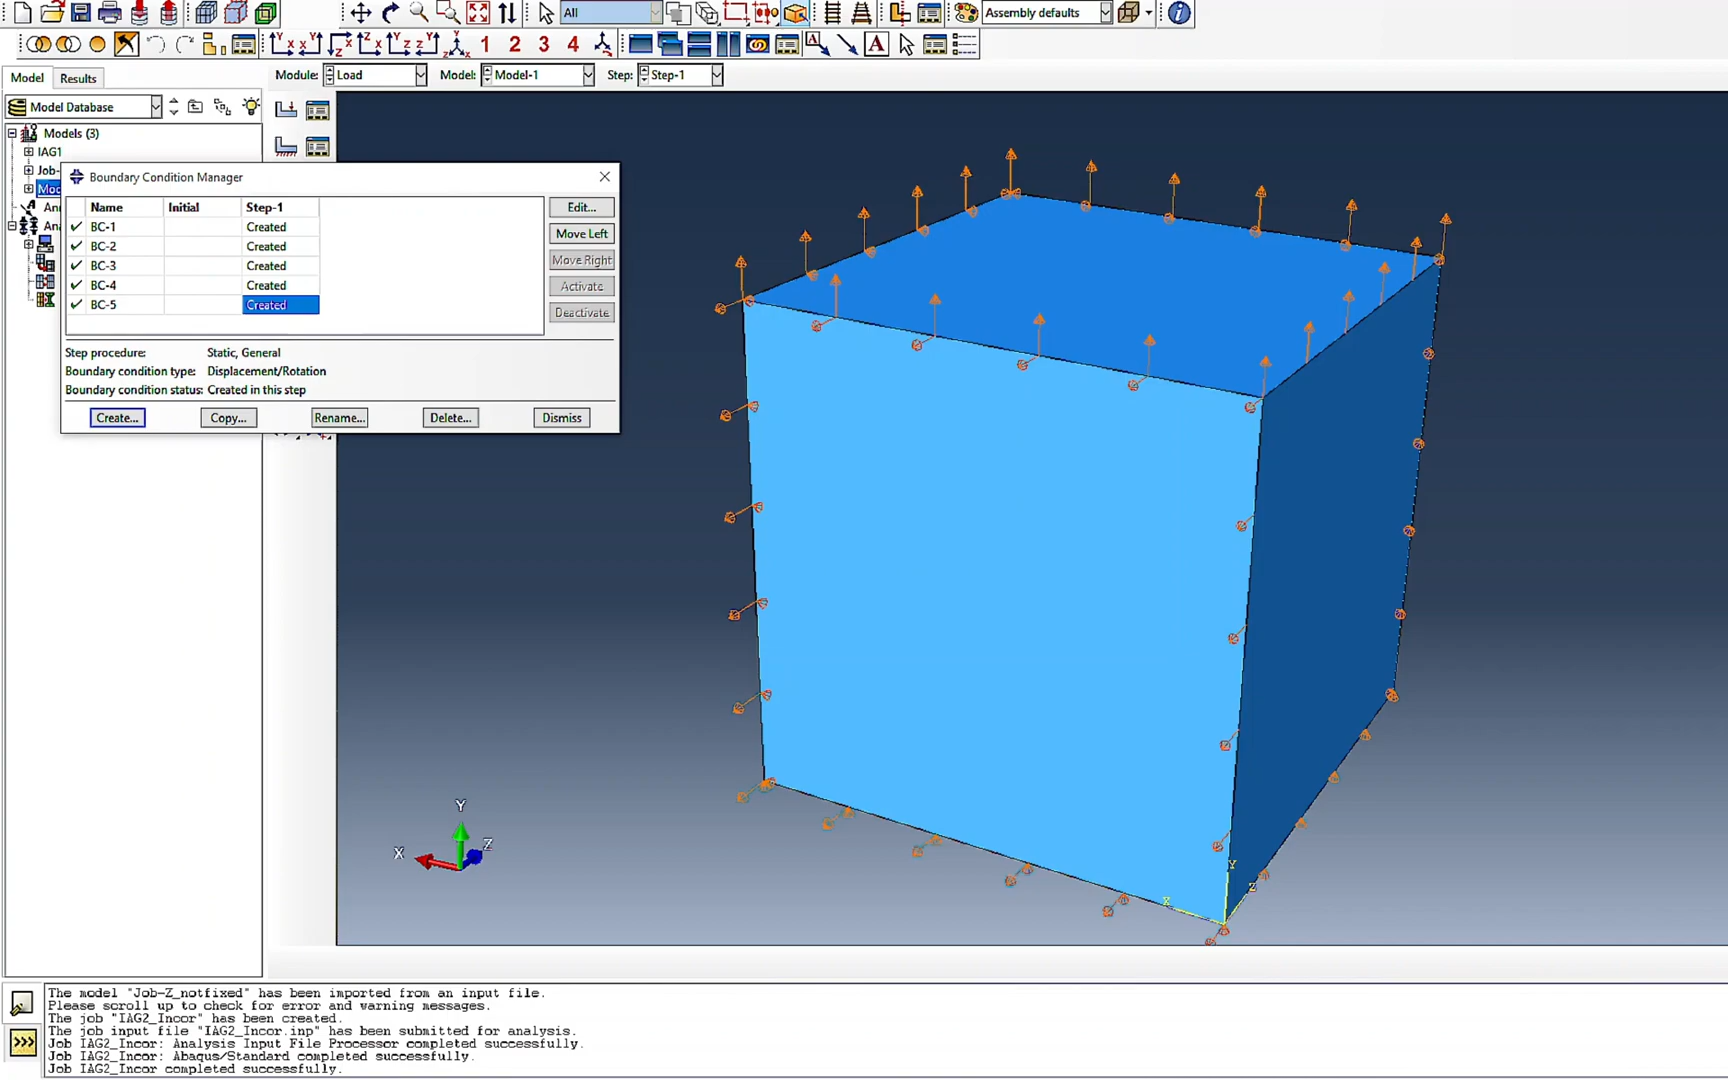 All
Assembly defaults
1 2 3 4
A
Model Results
Module: Load Model: Model-1 Step: Step-1
Model Database
Models (3)
IAG1
Job-
Boundary Condition Manager
Name Initial Step-1
BC-1 Created
BC-2 Created
BC-3 Created
BC-4 Created
BC-5 Created
Edit...
Move Left
Move Right
Activate
Deactivate
Step procedure: Static, General
Boundary condition type: Displacement/Rotation
Boundary condition status: Created in this step
Create... Copy... Rename... Delete... Dismiss
Y
X
Z
Y
Z
X
The model "Job-Z_notfixed" has been imported from an input file.
Please scroll up to check for error and warning messages.
The job "IAG2_Incor" has been created.
The job input file "IAG2_Incor.inp" has been submitted for analysis.
Job IAG2_Incor: Analysis Input File Processor completed successfully.
Job IAG2_Incor: Abaqus/Standard completed successfully.
Job IAG2_Incor completed successfully.